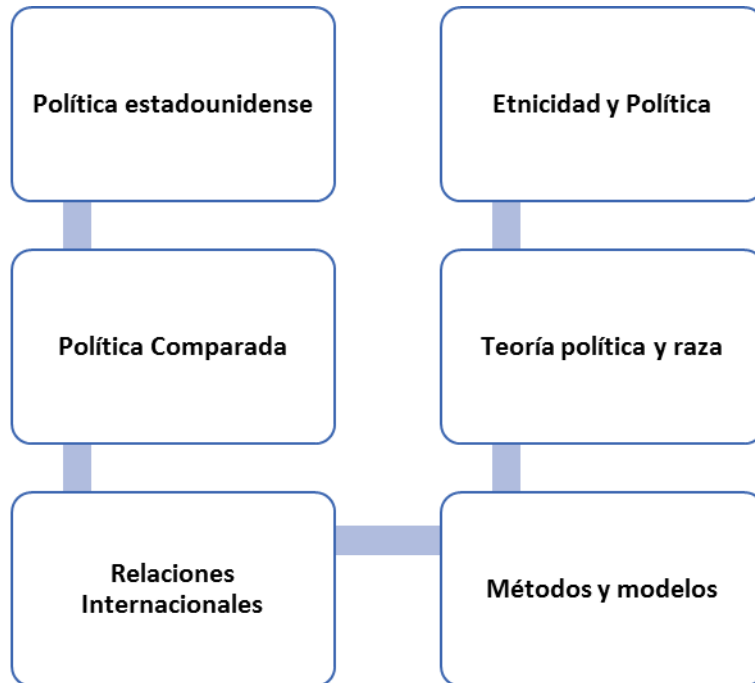 Política estadounidense
Política Comparada
Relaciones
Internacionales
Métodos y modelos
Teoría política y raza
Etnicidad y Política